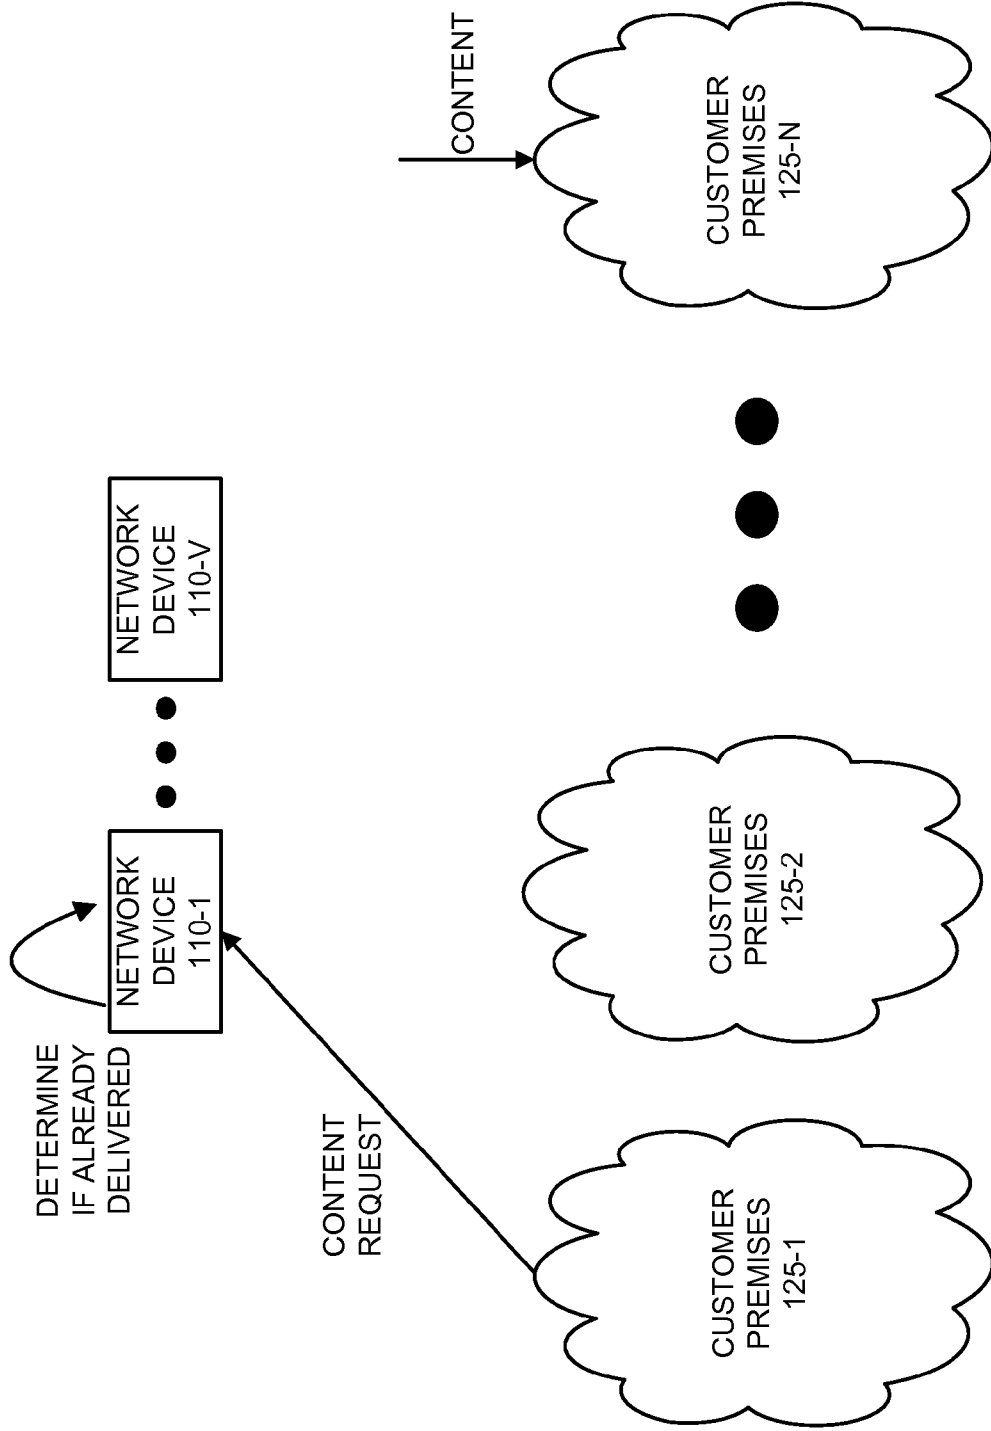 DETERMINE
IF ALREADY
DELIVERED
NETWORK
DEVICE
110-1
NETWORK
DEVICE
110-V
CONTENT
REQUEST
CONTENT
CUSTOMER
PREMISES
125-1
CUSTOMER
PREMISES
125-2
CUSTOMER
PREMISES
125-N